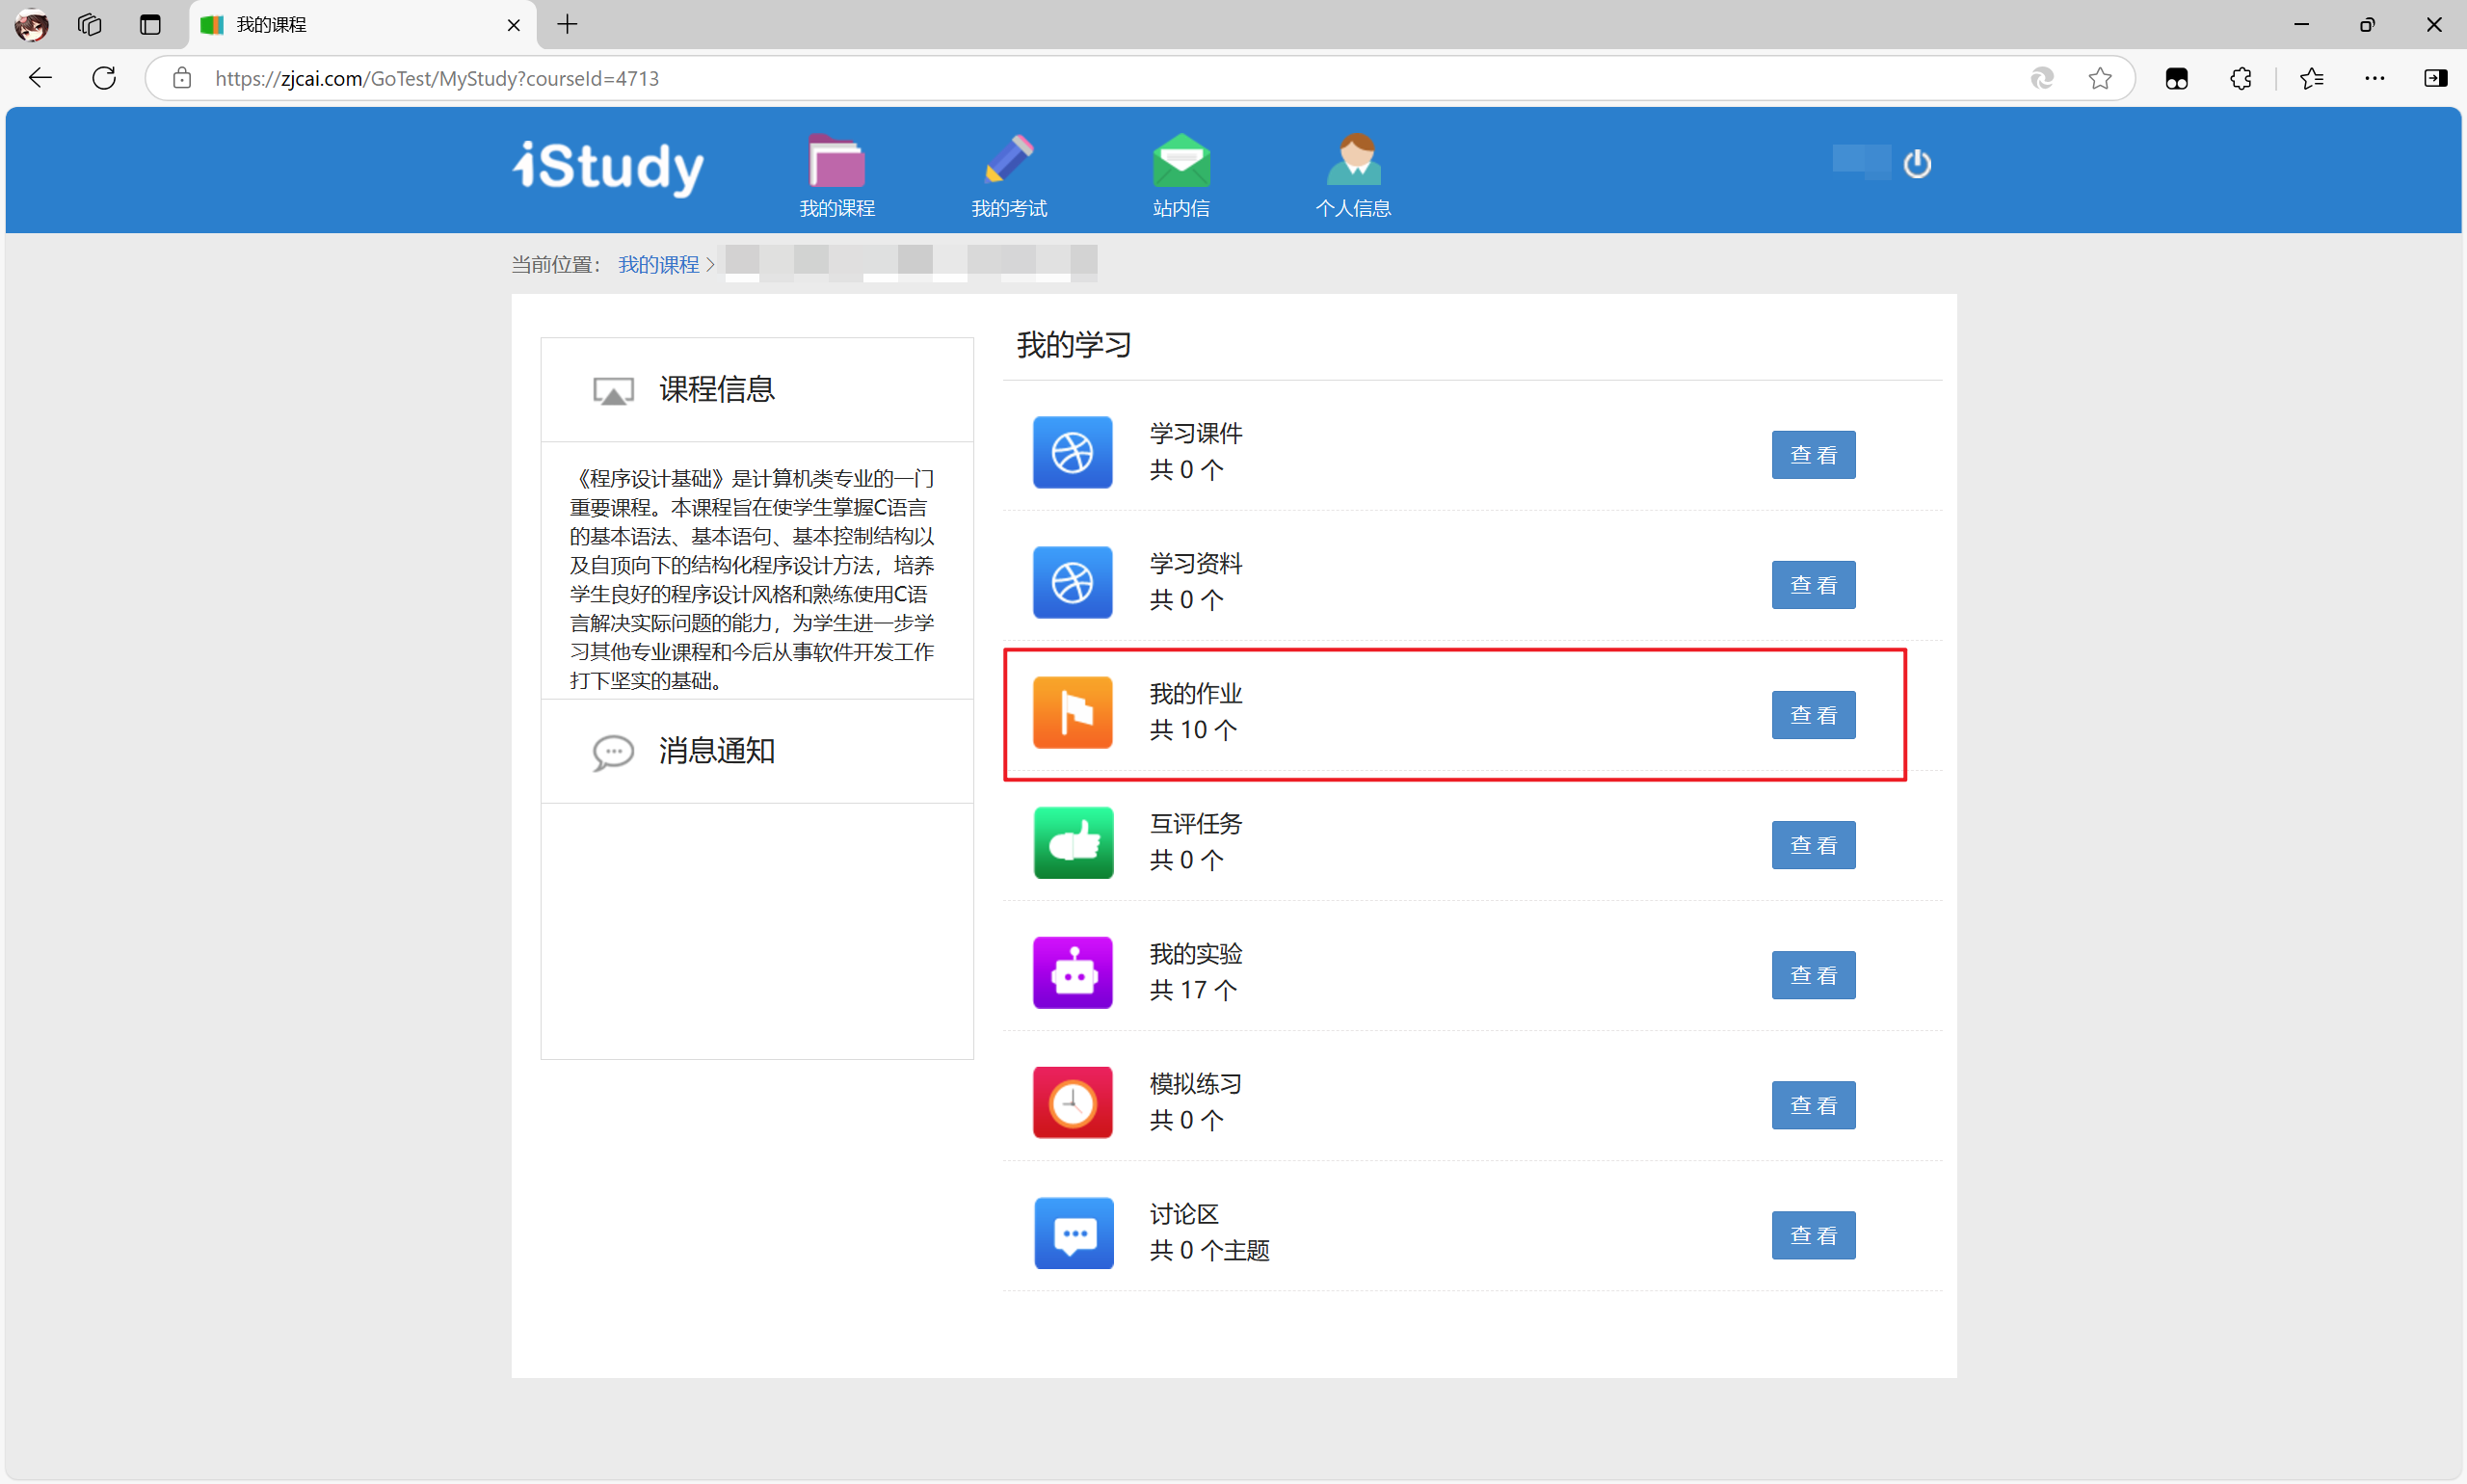 我的课程
https://zjcai.com/GoTest/MyStudy?courseId=4713
iStudy
我的课程
我的考试
站内信
个人信息
当前位置： 我的课程 >
课程信息
《程序设计基础》是计算机类专业的一门
重要课程。本课程旨在使学生掌握C语言
的基本语法、基本语句、基本控制结构以
及自顶向下的结构化程序设计方法，培养
学生良好的程序设计风格和熟练使用C语
言解决实际问题的能力，为学生进一步学
习其他专业课程和今后从事软件开发工作
打下坚实的基础。
消息通知
我的学习
学习课件
共 0 个
查 看
学习资料
共 0 个
查 看
我的作业
共 10 个
查 看
互评任务
共 0 个
查 看
我的实验
共 17 个
查 看
模拟练习
共 0 个
查 看
讨论区
共 0 个主题
查 看